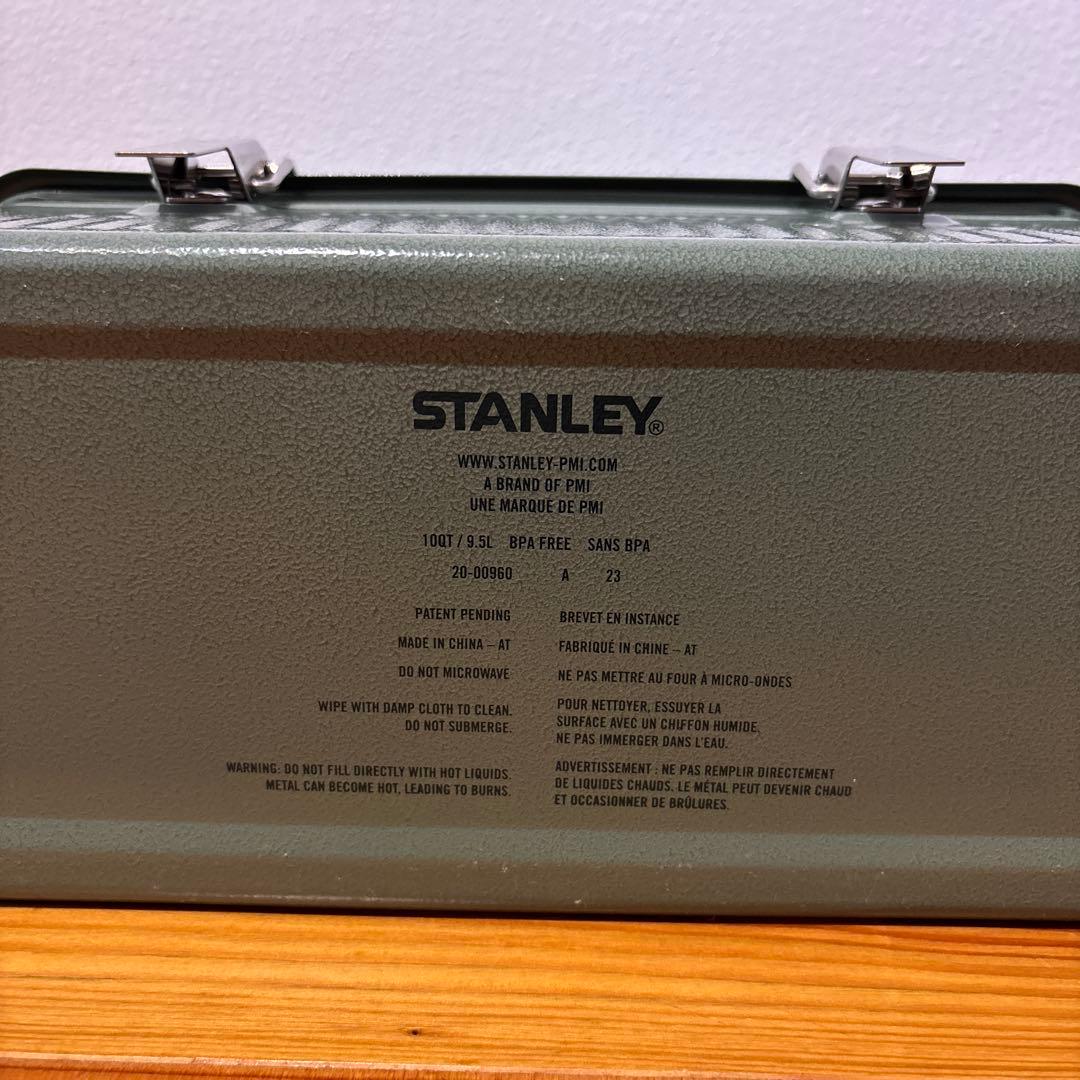 STANLEY®
WWW.STANLEY-PMI.COM
A BRAND OF PMI
UNE MARQUE DE PMI
10QT / 9.5L BPA FREE SANS BPA
20-00960 A 23
PATENT PENDING
MADE IN CHINA – AT
DO NOT MICROWAVE
WIPE WITH DAMP CLOTH TO CLEAN.
DO NOT SUBMERGE.
WARNING: DO NOT FILL DIRECTLY WITH HOT LIQUIDS.
METAL CAN BECOME HOT, LEADING TO BURNS.
BREVET EN INSTANCE
FABRIQUÉ IN CHINE – AT
NE PAS METTRE AU FOUR À MICRO-ONDES
POUR NETTOYER, ESSUYER LA
SURFACE AVEC UN CHIFFON HUMIDE,
NE PAS IMMERGER DANS L'EAU.
ADVERTISSEMENT : NE PAS REMPLIR DIRECTEMENT
DE LIQUIDES CHAUDS. LE MÉTAL PEUT DEVENIR CHAUD
ET OCCASIONNER DE BRÛLURES.